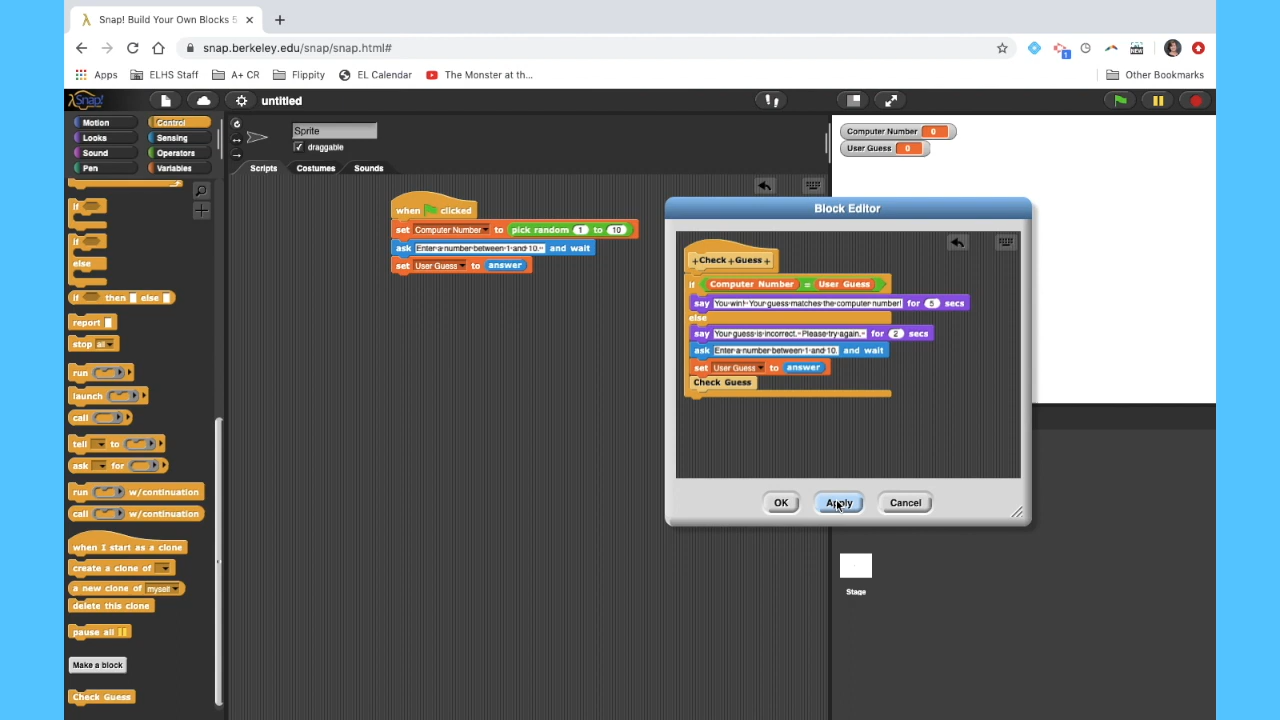 Snap! Build Your Own Blocks 5
snap.berkeley.edu/snap/snap.html#
Apps ELHS Staff A+ CR Flippity EL Calendar The Monster at th... Other Bookmarks
1
NEW
Snap! untitled
Motion Control
Looks Sensing
Sound Operators
Pen Variables
Sprite
draggable
Scripts Costumes Sounds
Computer Number 0
User Guess 0
if
if
else
if then else
report
stop all
run
launch
call
tell to
ask for
run w/continuation
call w/continuation
when I start as a clone
create a clone of
a new clone of myself
delete this clone
pause all
Make a block
Check Guess
when clicked
set Computer Number to pick random 1 to 10
ask Enter a number between 1 and 10. and wait
set User Guess to answer
Block Editor
+Check+Guess+
if Computer Number = User Guess
say You win! Your guess matches the computer number! for 5 secs
else
say Your guess is incorrect. Please try again. for 2 secs
ask Enter a number between 1 and 10. and wait
set User Guess to answer
Check Guess
OK Apply Cancel
Stage